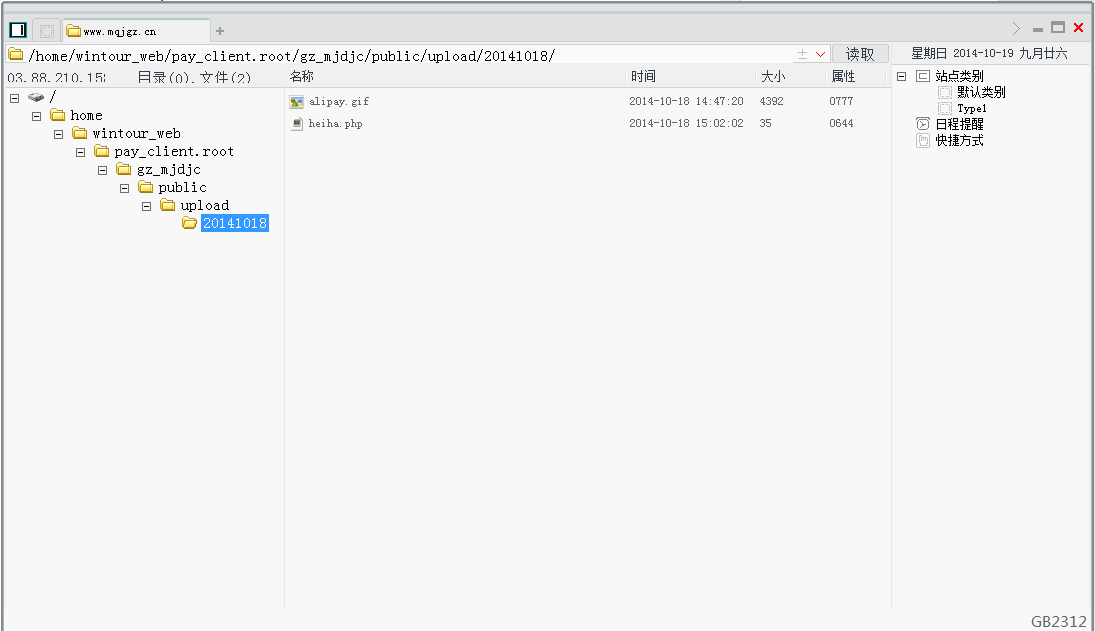 www.mqjgz.cn
/home/wintour_web/pay_client.root/gz_mjdjc/public/upload/20141018/
读取
星期日 2014-10-19 九月廿六
03.88.210.158 目录(0),文件(2)
名称 时间 大小 属性
/
home
wintour_web
pay_client.root
gz_mjdjc
public
upload
20141018
alipay.gif 2014-10-18 14:47:20 4392 0777
heiha.php 2014-10-18 15:02:02 35 0644
站点类别
默认类别
Type1
日程提醒
快捷方式
GB2312